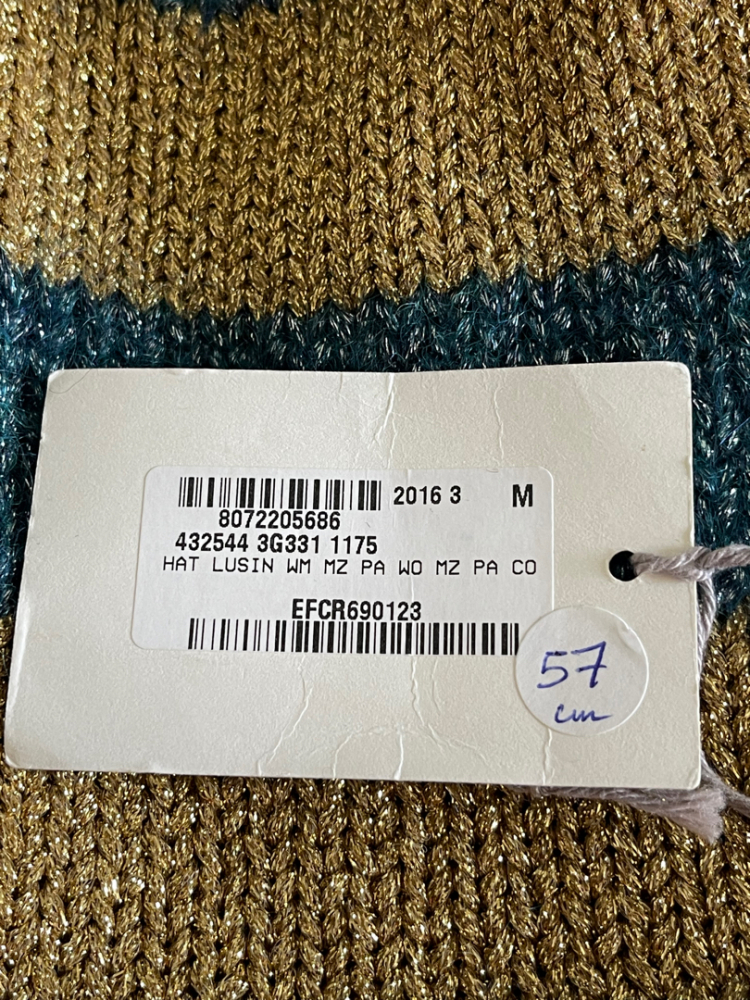 2016 3 M
8072205686
432544 3G331 1175
HAT LUSIN WM MZ PA WO MZ PA CO
EFCR690123
57
cm